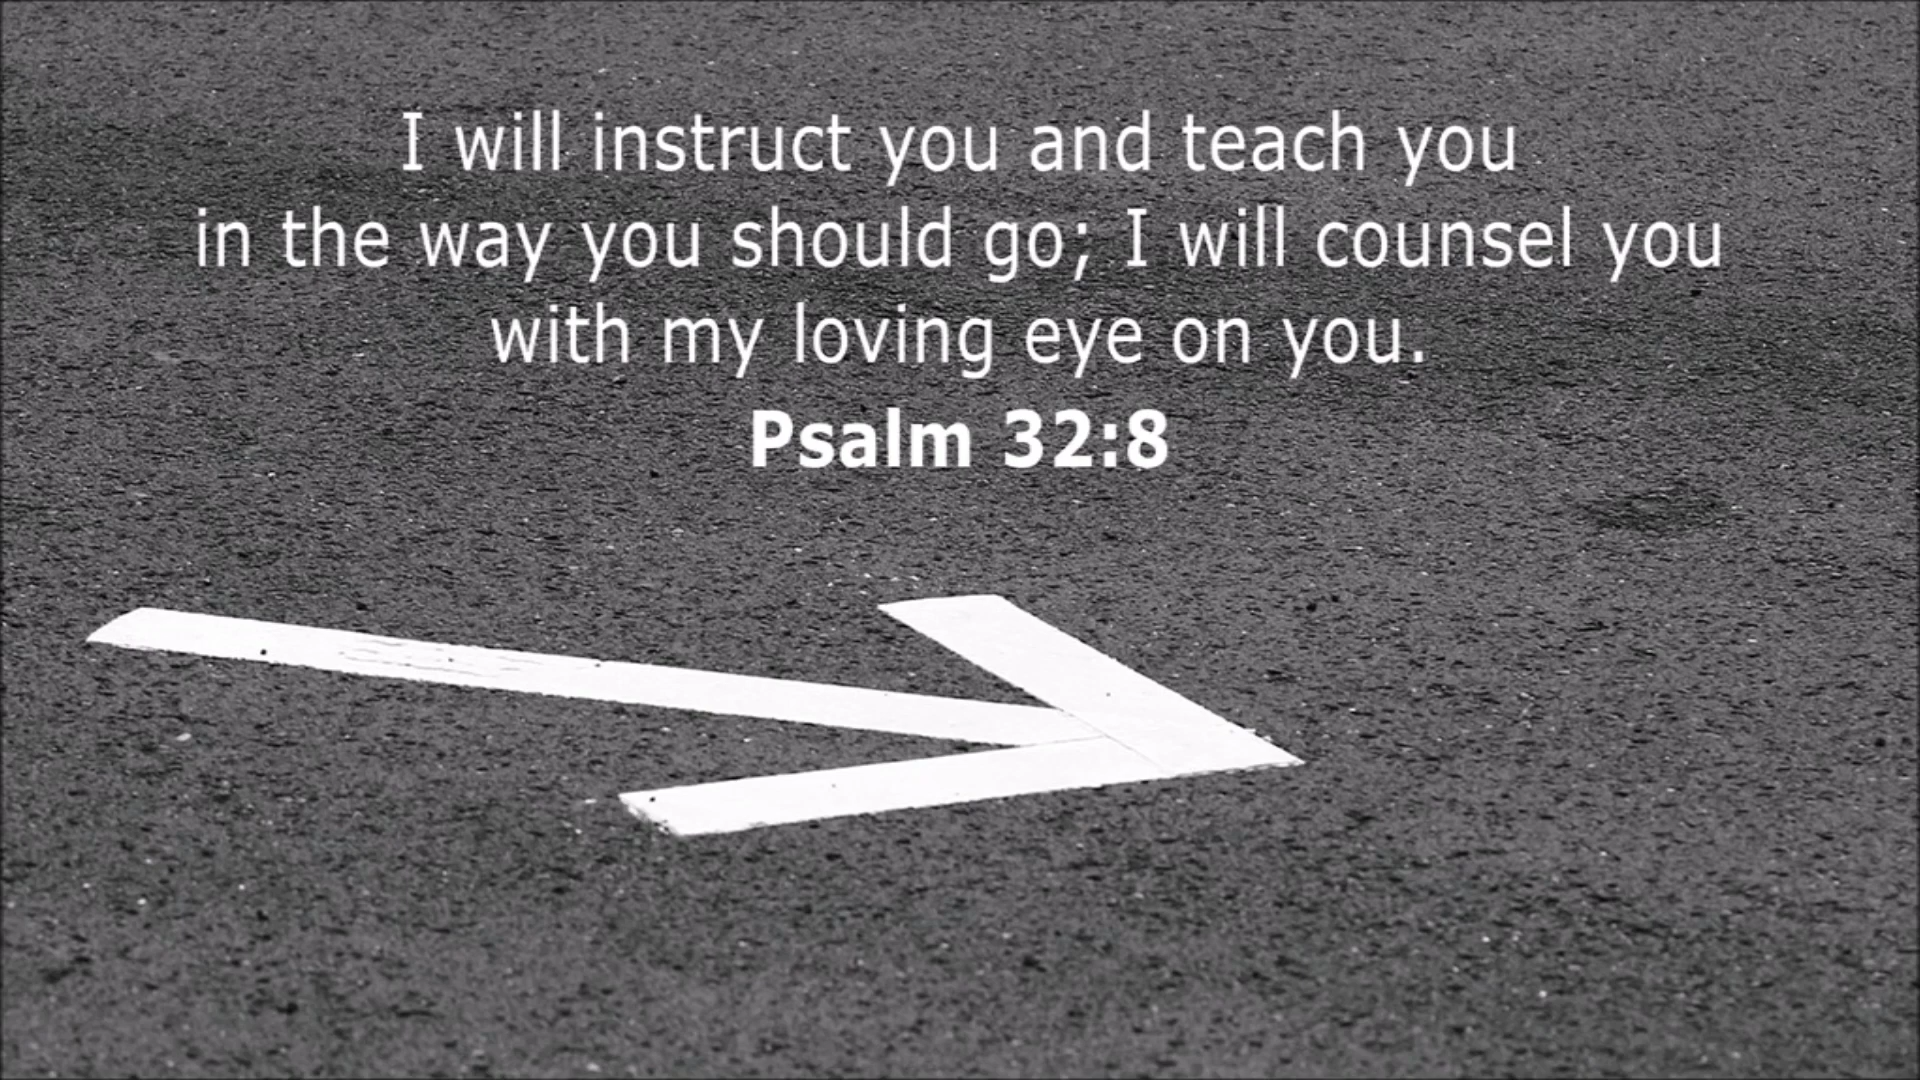 I will instruct you and teach you
in the way you should go; I will counsel you
with my loving eye on you.
Psalm 32:8